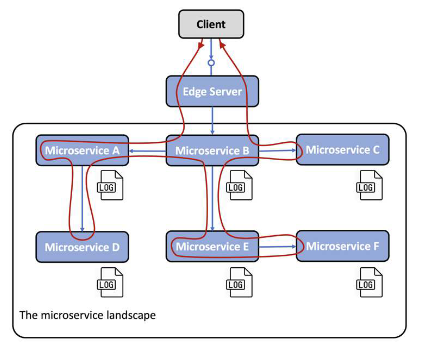 Client
Edge Server
Microservice A
Microservice B
Microservice C
LOG
LOG
LOG
Microservice D
Microservice E
Microservice F
LOG
LOG
LOG
The microservice landscape